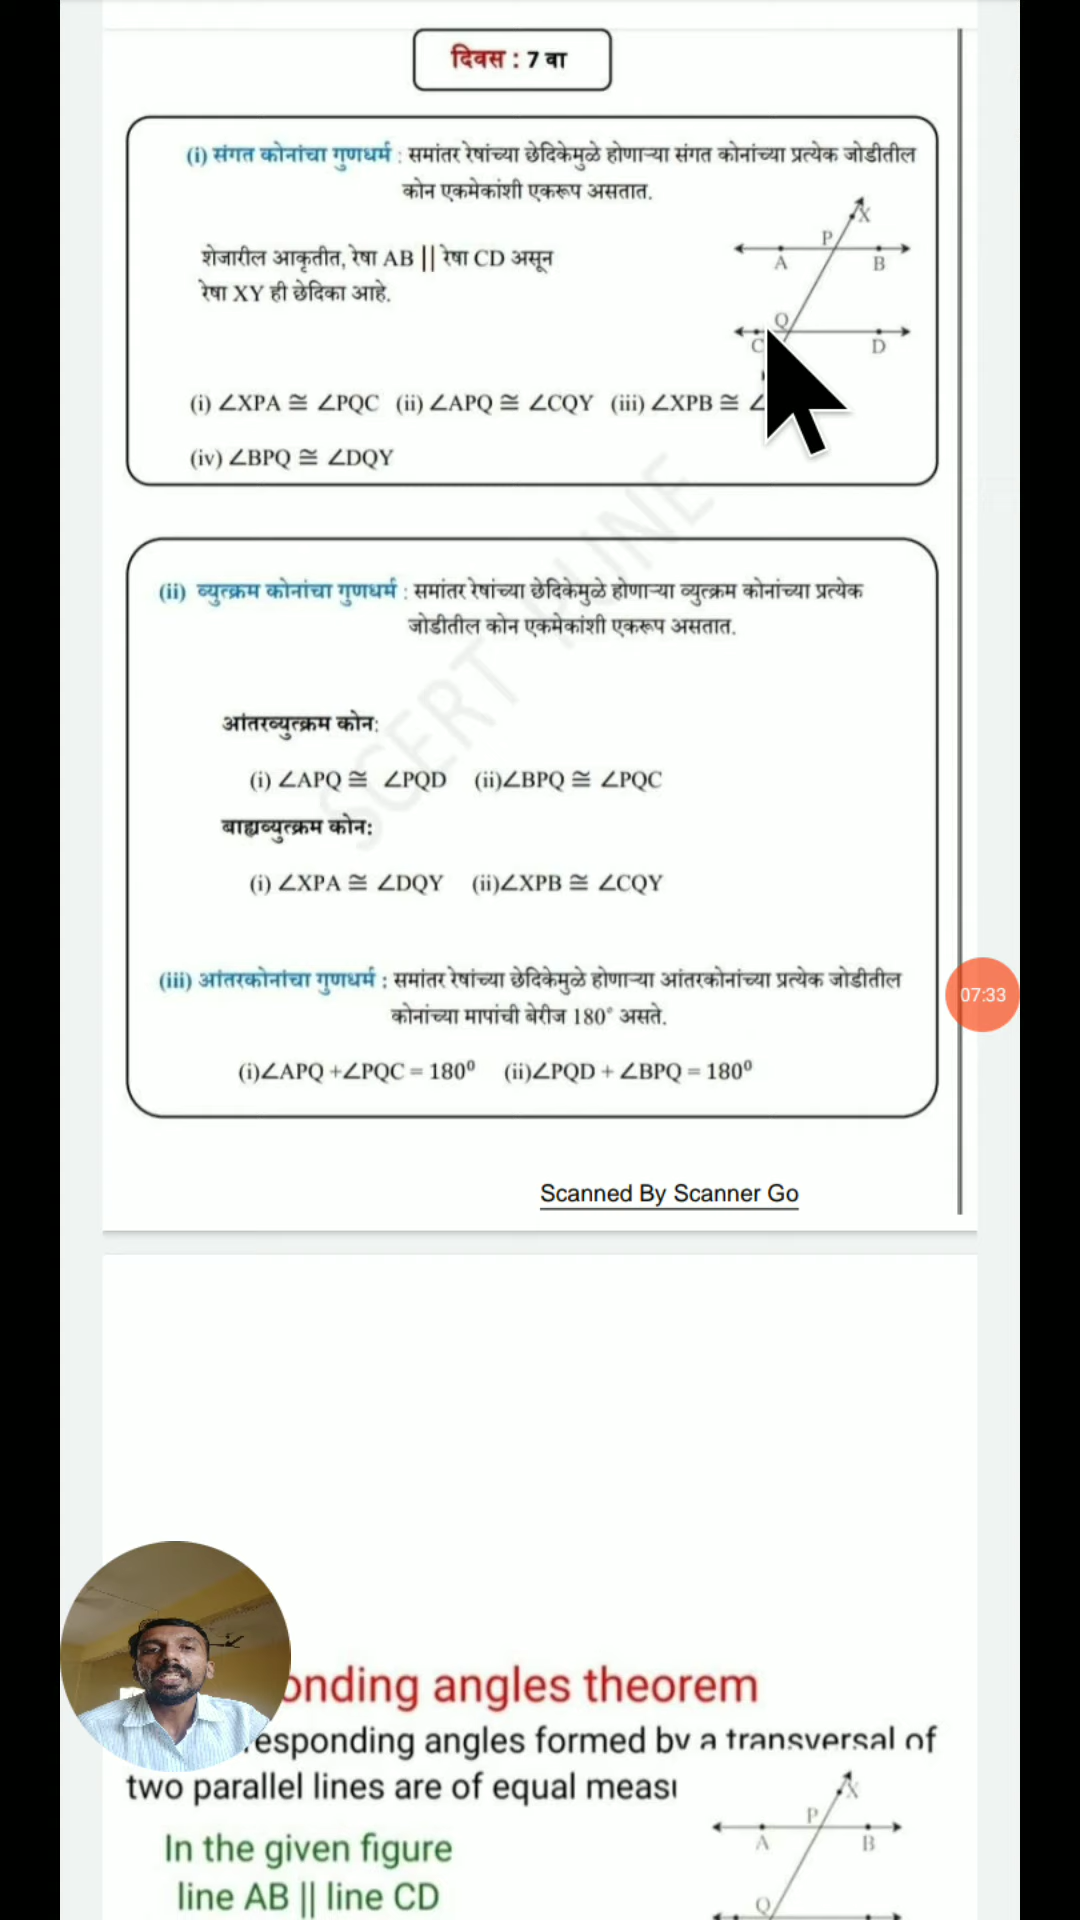 दिवस : 7 वा
(i) संगत कोनांचा गुणधर्म : समांतर रेषांच्या छेदिकेमुळे होणाऱ्या संगत कोनांच्या प्रत्येक जोडीतील
कोन एकमेकांशी एकरूप असतात.
X
P
A B
शेजारील आकृतीत, रेषा AB || रेषा CD असून
रेषा XY ही छेदिका आहे.
Q
C D
(i) ∠XPA ≅ ∠PQC (ii) ∠APQ ≅ ∠CQY (iii) ∠XPB ≅ ∠
(iv) ∠BPQ ≅ ∠DQY
(ii) व्युत्क्रम कोनांचा गुणधर्म : समांतर रेषांच्या छेदिकेमुळे होणाऱ्या व्युत्क्रम कोनांच्या प्रत्येक
जोडीतील कोन एकमेकांशी एकरूप असतात.
आंतरव्युत्क्रम कोन:
(i) ∠APQ ≅ ∠PQD (ii)∠BPQ ≅ ∠PQC
बाह्यव्युत्क्रम कोन:
(i) ∠XPA ≅ ∠DQY (ii)∠XPB ≅ ∠CQY
(iii) आंतरकोनांचा गुणधर्म : समांतर रेषांच्या छेदिकेमुळे होणाऱ्या आंतरकोनांच्या प्रत्येक जोडीतील
कोनांच्या मापांची बेरीज 180° असते.
(i)∠APQ +∠PQC = 180⁰ (ii)∠PQD + ∠BPQ = 180⁰
SCERT PUNE
07:33
Scanned By Scanner Go
onding angles theorem
esponding angles formed by a transversal of
two parallel lines are of equal
X
P
A B
In the given figure
line AB || line CD
Q